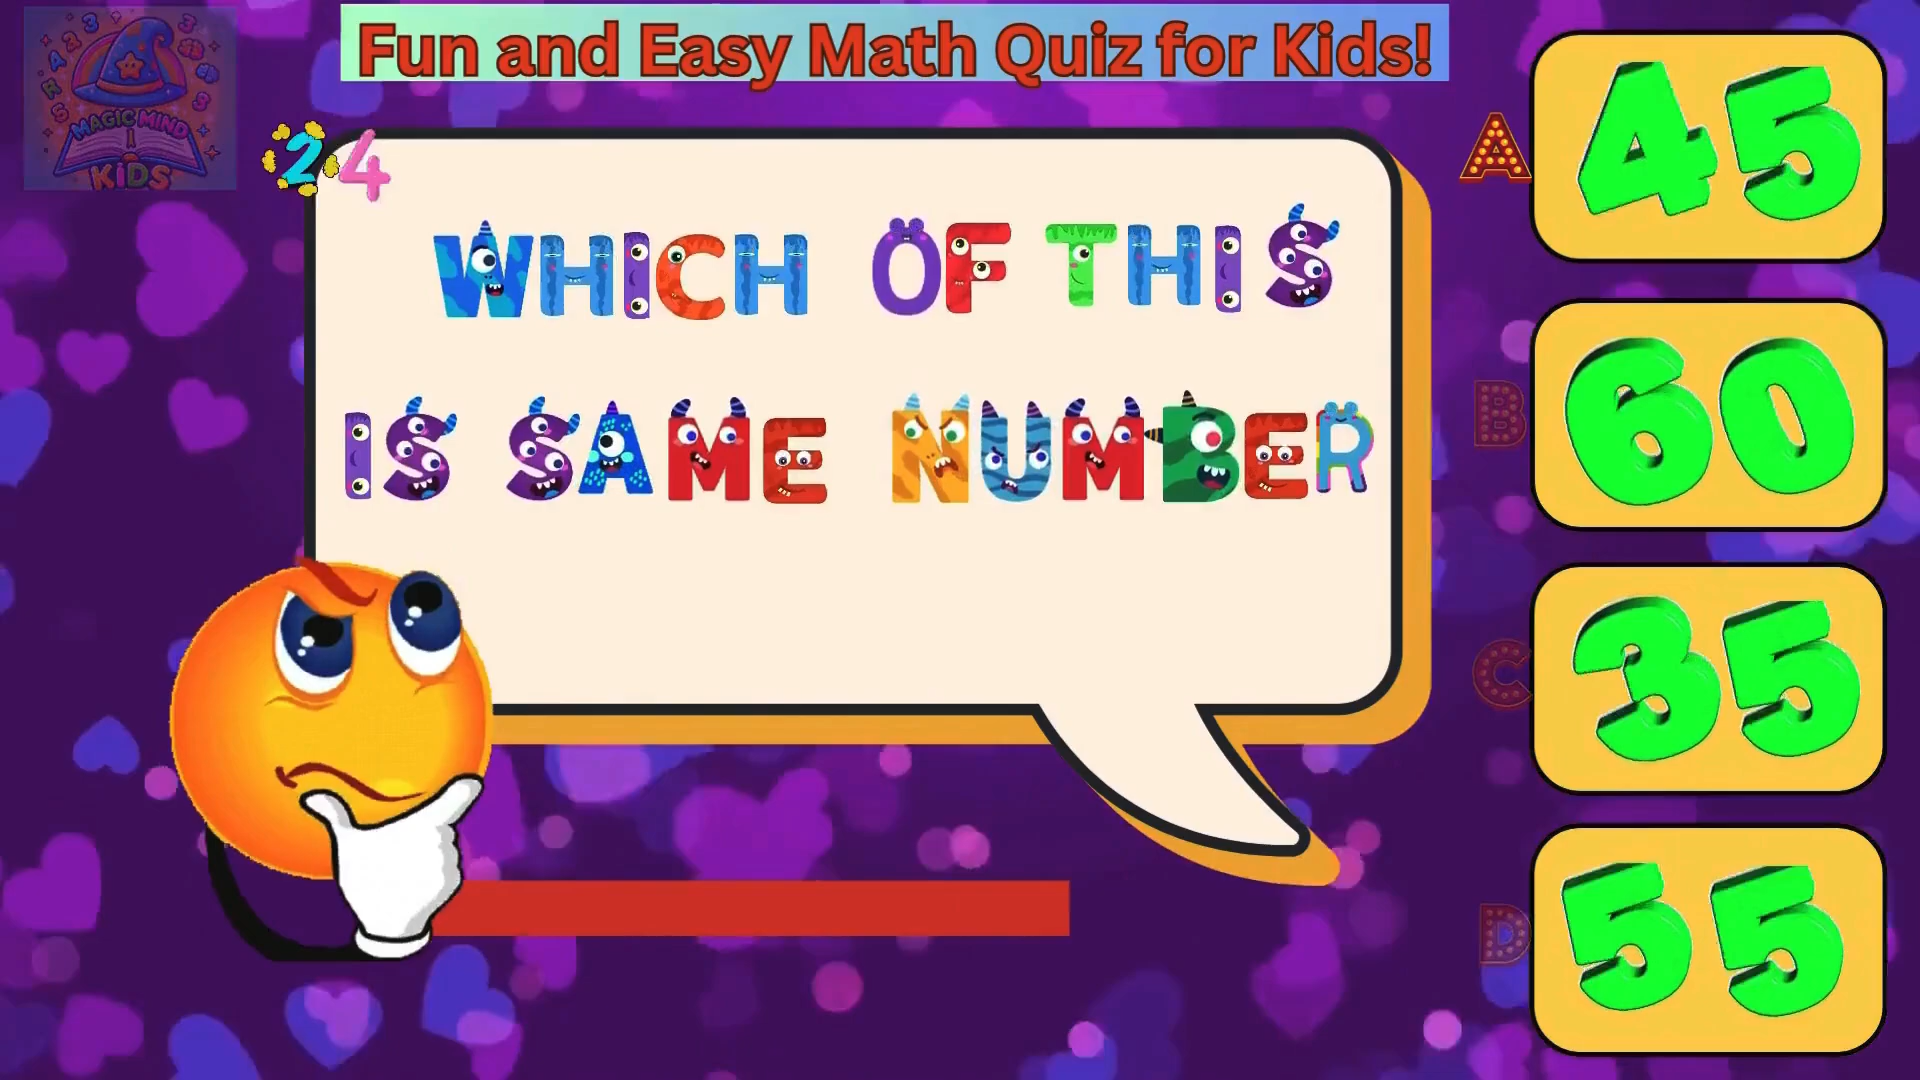 Fun and Easy Math Quiz for Kids!
MAGIC MIND
KiDS
24
WHICH OF THIS
IS SAME NUMBER
A 45
B 60
C 35
D 55